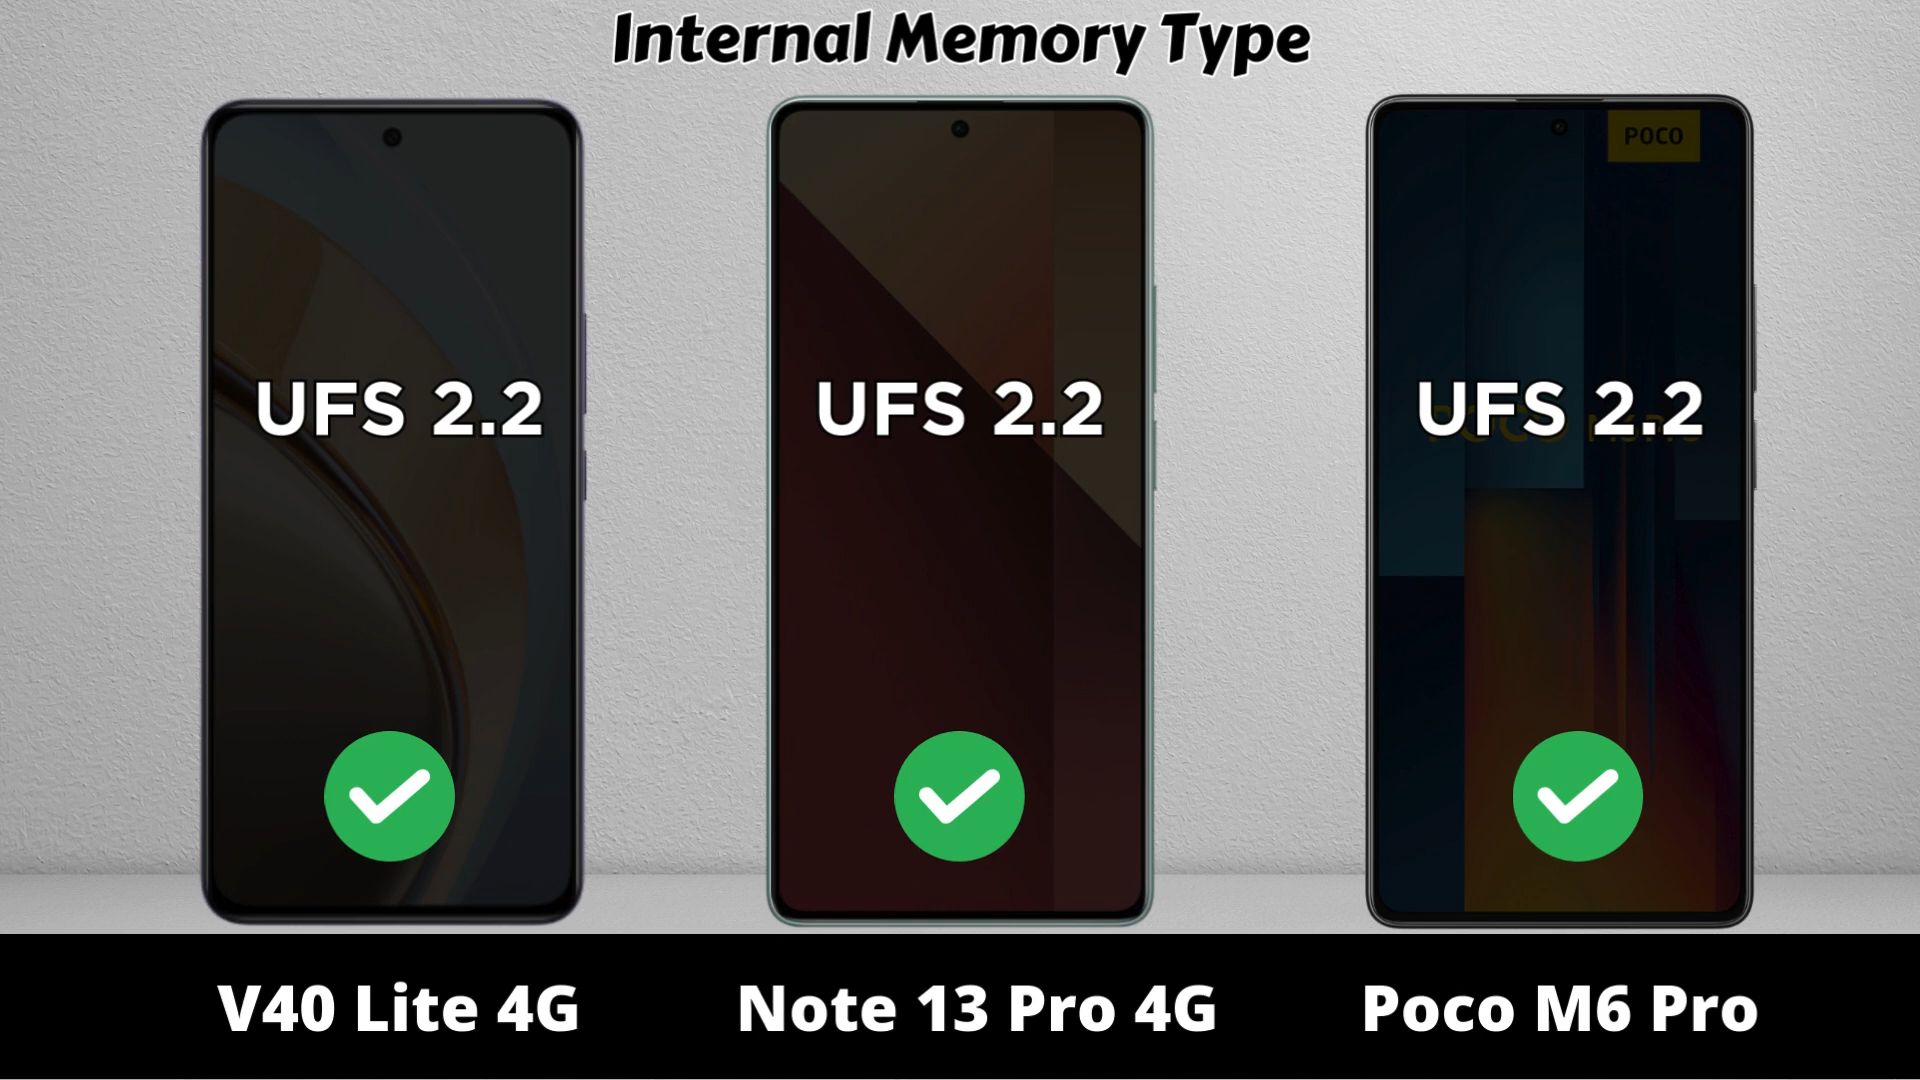 Internal Memory Type
POCO
UFS 2.2
UFS 2.2
UFS 2.2
V40 Lite 4G
Note 13 Pro 4G
Poco M6 Pro